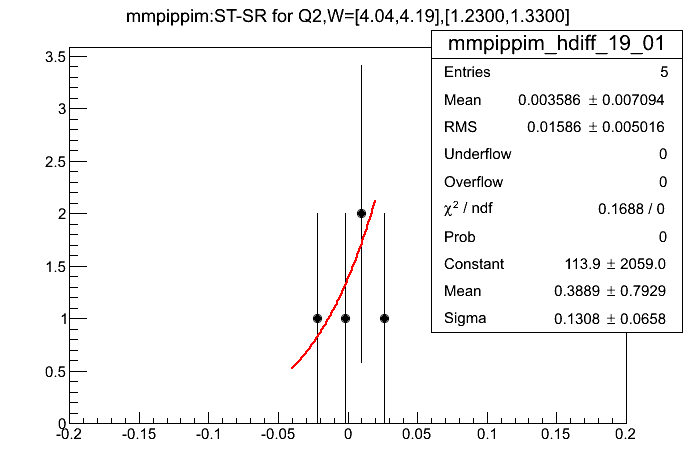 mmpippim:ST-SR for Q2,W=[4.04,4.19],[1.2300,1.3300]
mmpippim_hdiff_19_01
Entries 5
Mean 0.003586 ± 0.007094
RMS 0.01586 ± 0.005016
Underflow 0
Overflow 0
χ² / ndf 0.1688 / 0
Prob 0
Constant 113.9 ± 2059.0
Mean 0.3889 ± 0.7929
Sigma 0.1308 ± 0.0658
3.5
3
2.5
2
1.5
1
0.5
0
-0.2 -0.15 -0.1 -0.05 0 0.05 0.1 0.15 0.2